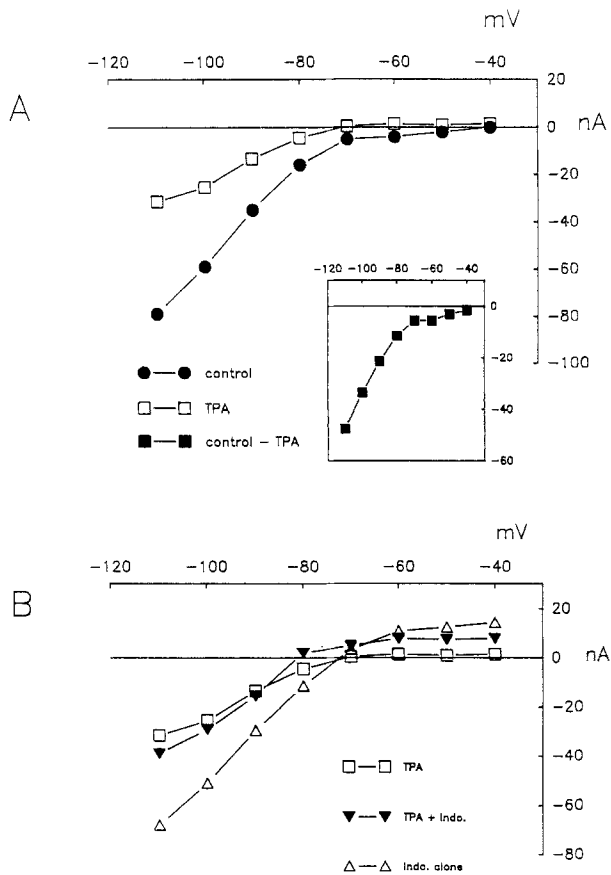 mV
−120 −100 −80 −60 −40
A
20
0 nA
−20
−40
−60
−80
−100
−120 −100 −80 −60 −40
0
−20
−40
−60
control
TPA
control − TPA
mV
−120 −100 −80 −60 −40
B
20
0
nA
−20
−40
−60
−80
TPA
TPA + Indo.
Indo. alone